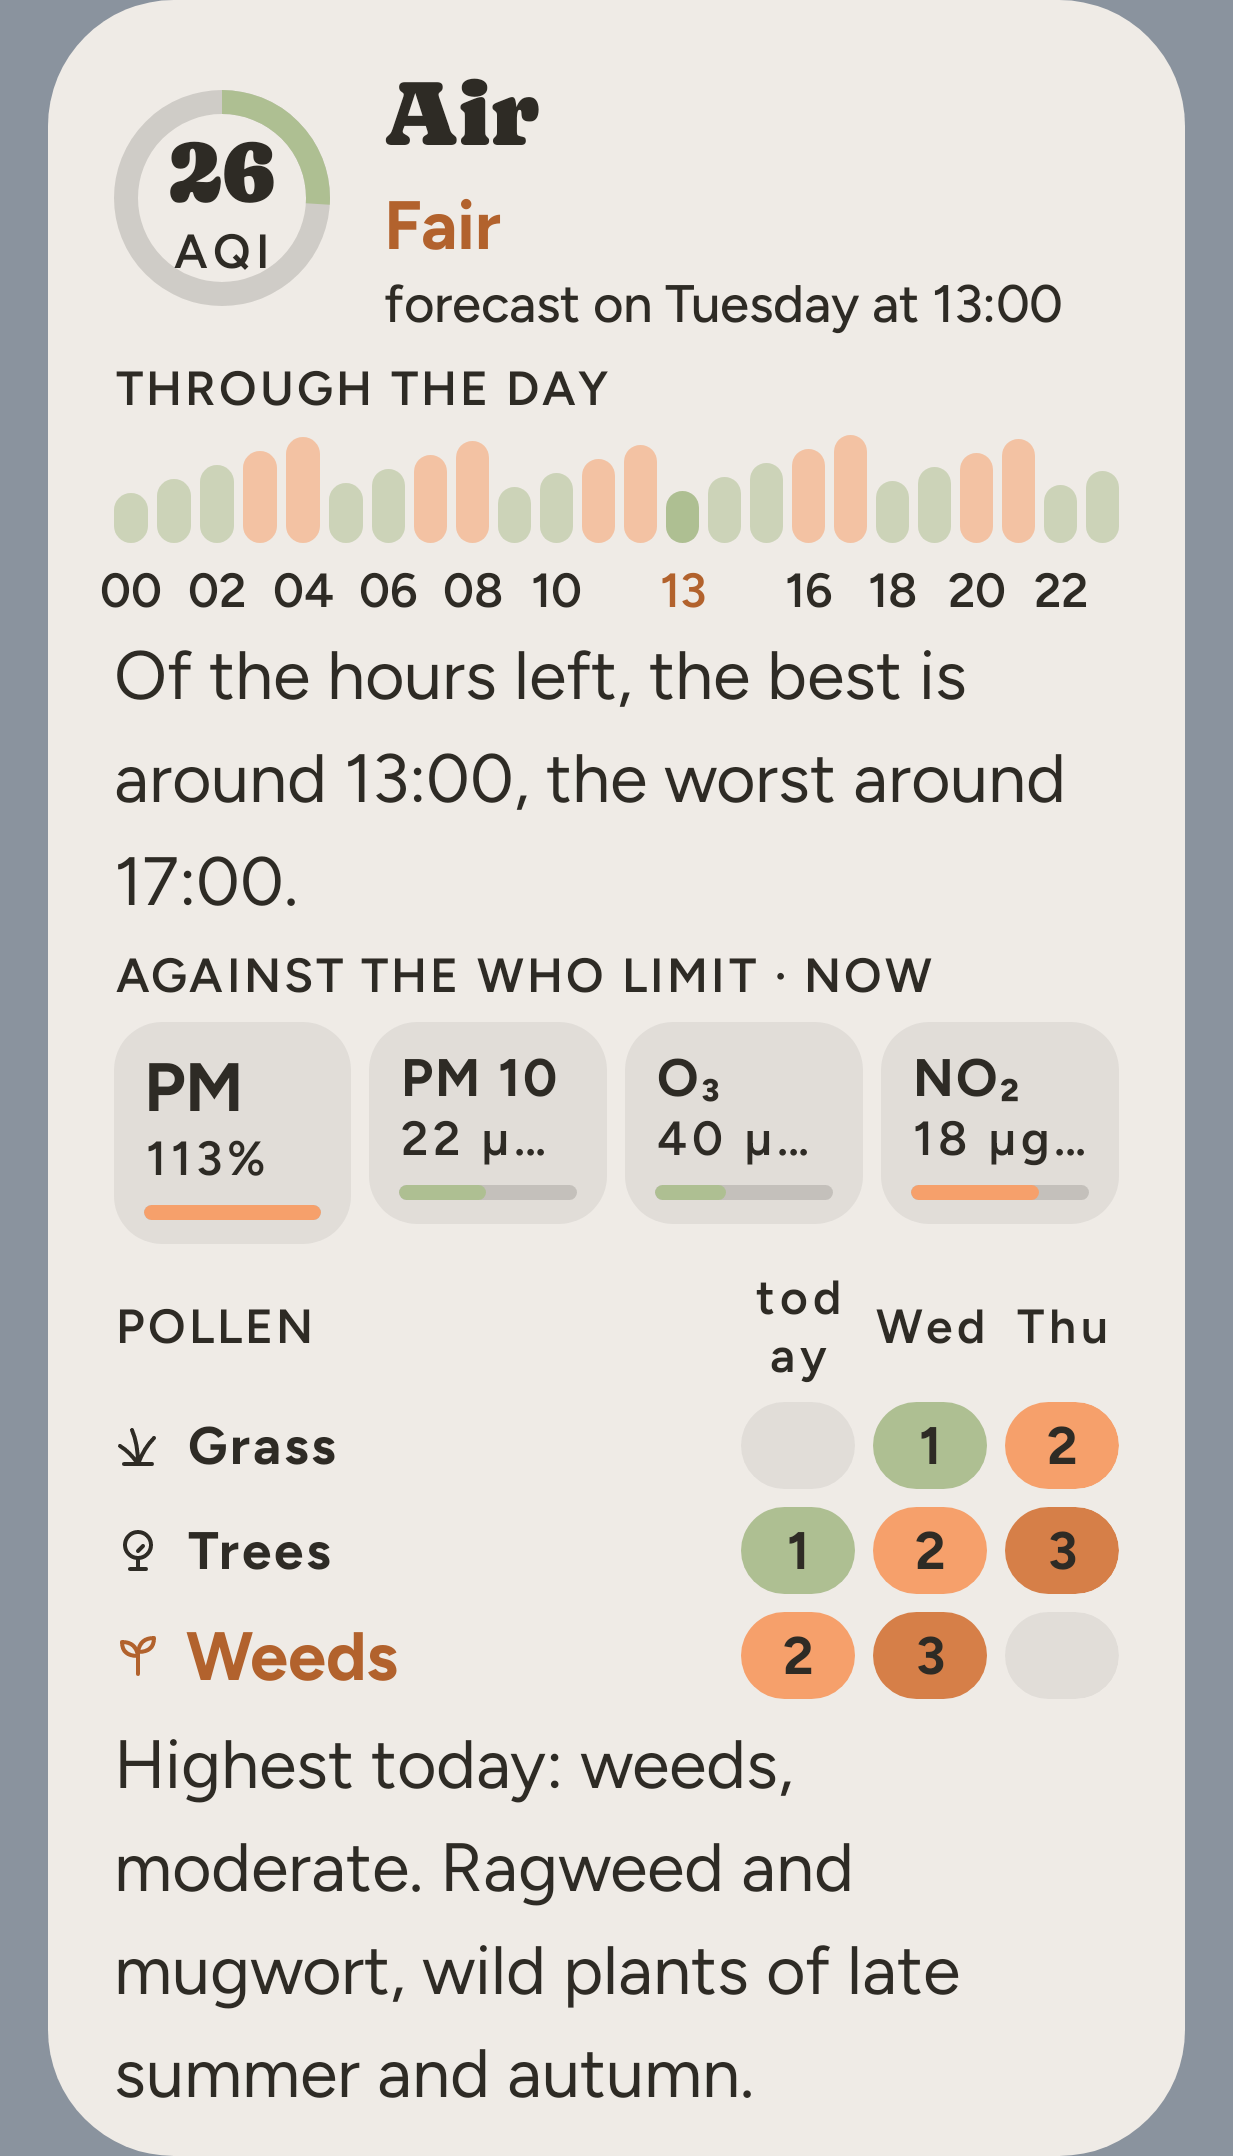 26
AQI
Air
Fair
forecast on Tuesday at 13:00
THROUGH THE DAY
00 02 04 06 08 10 13 16 18 20 22
Of the hours left, the best is
around 13:00, the worst around
17:00.
AGAINST THE WHO LIMIT · NOW
PM
113%
PM 10
22 µ…
O₃
40 µ…
NO₂
18 µg…
POLLEN
tod
ay
Wed
Thu
Grass 1 2
Trees 1 2 3
Weeds 2 3
Highest today: weeds,
moderate. Ragweed and
mugwort, wild plants of late
summer and autumn.